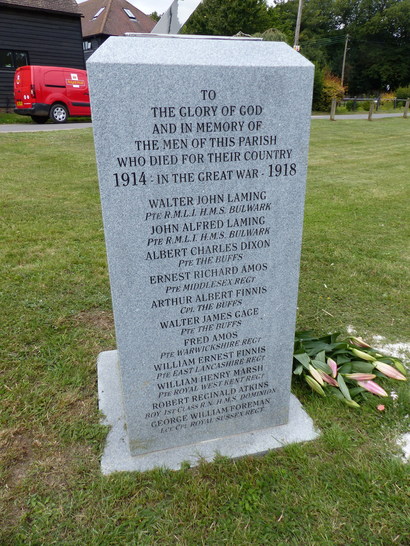 TO
THE GLORY OF GOD
AND IN MEMORY OF
THE MEN OF THIS PARISH
WHO DIED FOR THEIR COUNTRY
1914 - IN THE GREAT WAR - 1918
WALTER JOHN LAMING
PTE R.M.L.I. H.M.S. BULWARK
JOHN ALFRED LAMING
PTE R.M.L.I. H.M.S. BULWARK
ALBERT CHARLES DIXON
PTE THE BUFFS
ERNEST RICHARD AMOS
PTE MIDDLESEX REGT
ARTHUR ALBERT FINNIS
CPL THE BUFFS
WALTER JAMES GAGE
PTE THE BUFFS
FRED AMOS
PTE WARWICKSHIRE REGT
WILLIAM ERNEST FINNIS
PTE EAST LANCASHIRE REGT
WILLIAM HENRY MARSH
PTE ROYAL WEST KENT REGT
ROBERT REGINALD ATKINS
BOY 1ST CLASS R.N. H.M.S. DOMINION
GEORGE WILLIAM FOREMAN
L/CPL ROYAL SUSSEX REGT